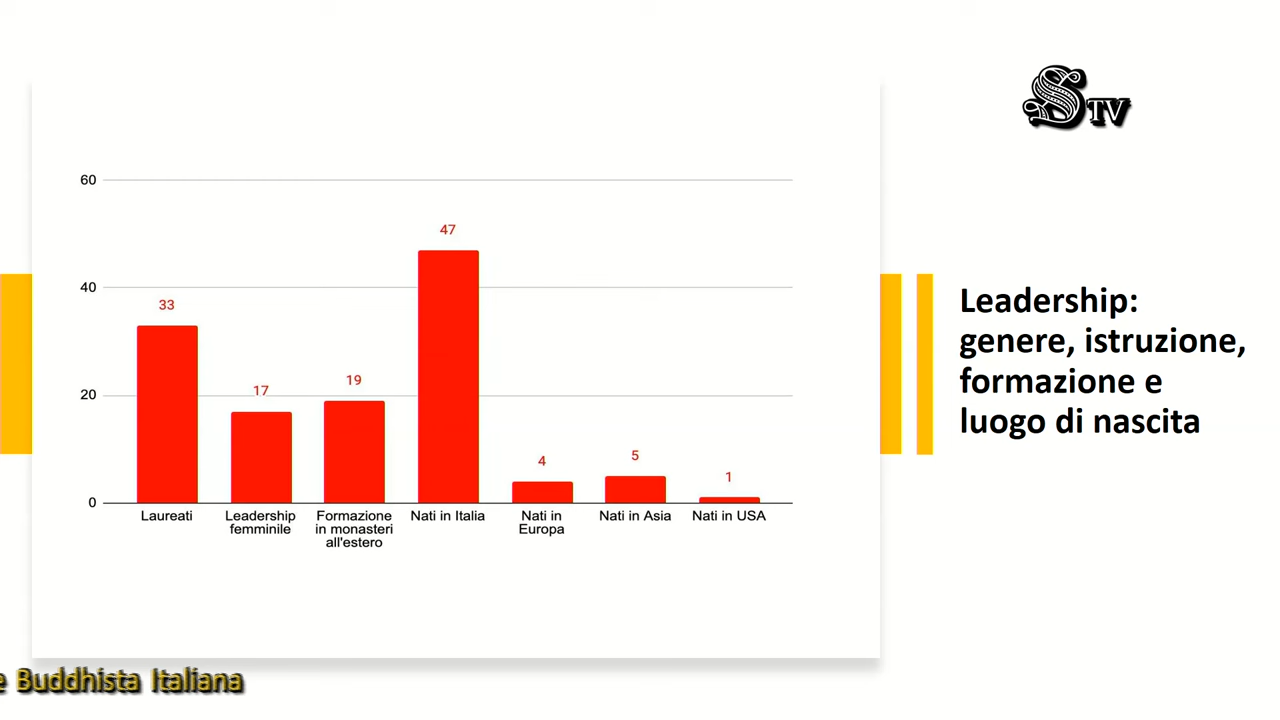 S TV
60
40
20
0
33
17
19
47
4
5
1
Laureati
Leadership
femminile
Formazione
in monasteri
all'estero
Nati in Italia
Nati in
Europa
Nati in Asia
Nati in USA
Leadership:
genere, istruzione,
formazione e
luogo di nascita
e Buddhista Italiana